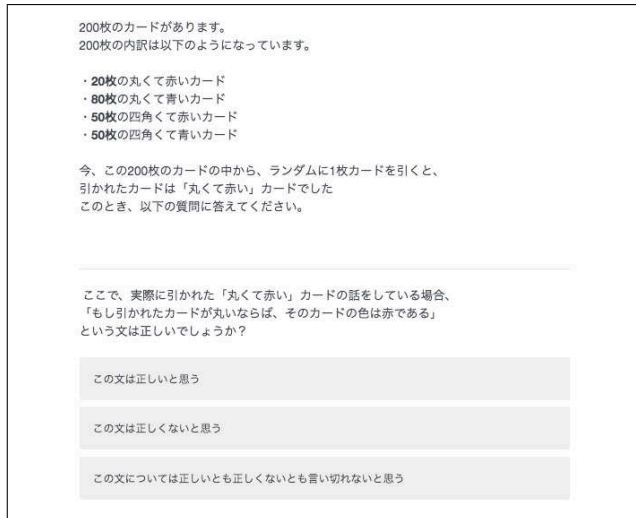 200枚のカードがあります。
200枚の内訳は以下のようになっています。
・20枚の丸くて赤いカード
・80枚の丸くて青いカード
・50枚の四角くて赤いカード
・50枚の四角くて青いカード
今、この200枚のカードの中から、ランダムに1枚カードを引くと、
引かれたカードは「丸くて赤い」カードでした
このとき、以下の質問に答えてください。
ここで、実際に引かれた「丸くて赤い」カードの話をしている場合、
「もし引かれたカードが丸いならば、そのカードの色は赤である」
という文は正しいでしょうか？
この文は正しいと思う
この文は正しくないと思う
この文については正しいとも正しくないとも言い切れないと思う